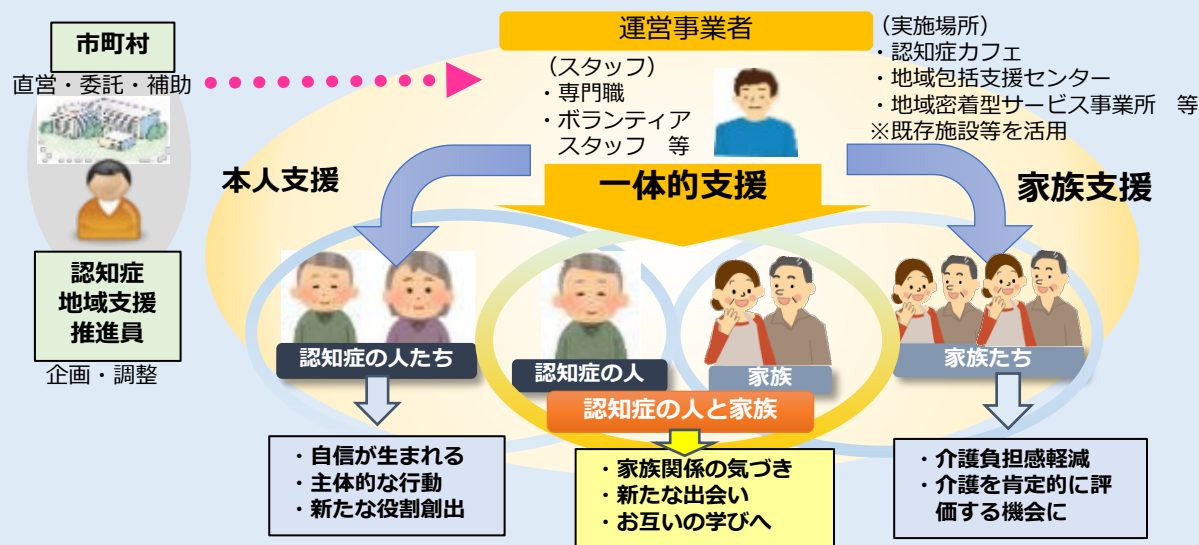 市町村
直営・委託・補助
認知症
地域支援
推進員
企画・調整
運営事業者
（スタッフ）
・専門職
・ボランティア
スタッフ　等
（実施場所）
・認知症カフェ
・地域包括支援センター
・地域密着型サービス事業所　等
※既存施設等を活用
本人支援
一体的支援
家族支援
認知症の人たち
認知症の人
家族
家族たち
認知症の人と家族
・自信が生まれる
・主体的な行動
・新たな役割創出
・家族関係の気づき
・新たな出会い
・お互いの学びへ
・介護負担感軽減
・介護を肯定的に評
価する機会に